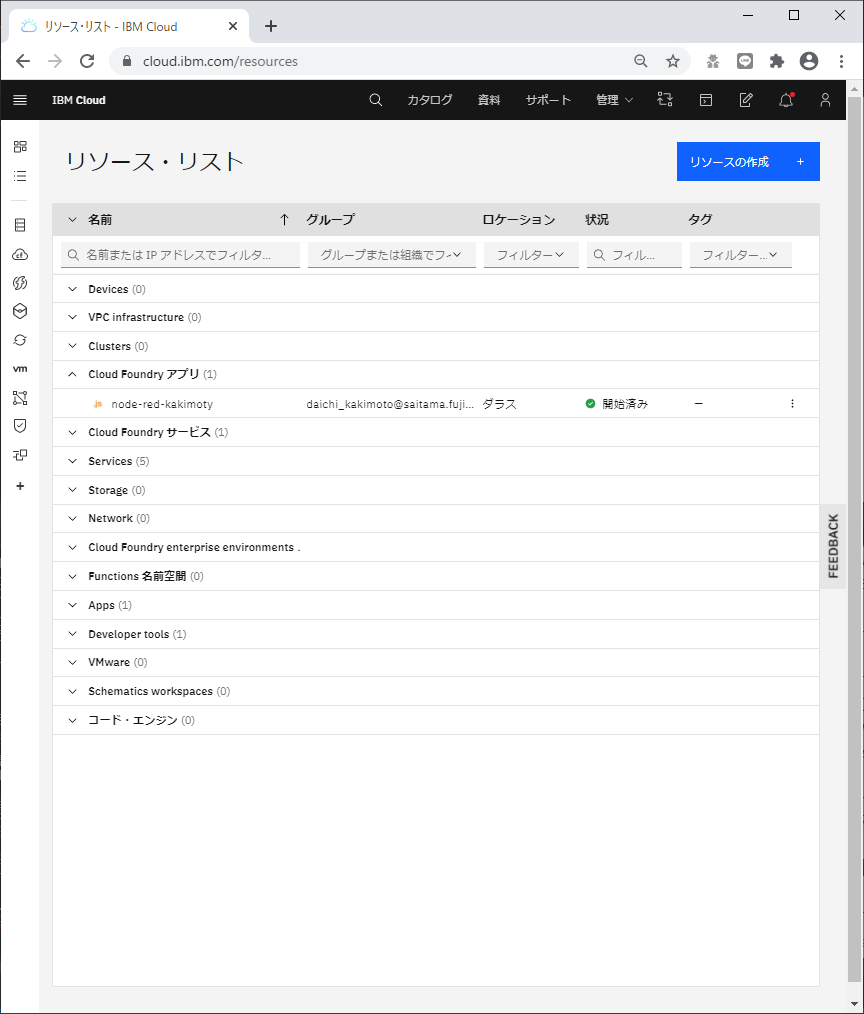 リソース・リスト - IBM Cloud
cloud.ibm.com/resources
IBM Cloud
カタログ 資料 サポート 管理
リソース・リスト
リソースの作成 +
名前 グループ ロケーション 状況 タグ
名前または IP アドレスでフィルタ... グループまたは組織でフィ フィルター フィル... フィルター...
Devices (0)
VPC infrastructure (0)
Clusters (0)
Cloud Foundry アプリ (1)
node-red-kakimoty daichi_kakimoto@saitama.fuji... ダラス 開始済み –
Cloud Foundry サービス (1)
Services (5)
Storage (0)
Network (0)
Cloud Foundry enterprise environments .
Functions 名前空間 (0)
Apps (1)
Developer tools (1)
VMware (0)
Schematics workspaces (0)
コード・エンジン (0)
vm
FEEDBACK